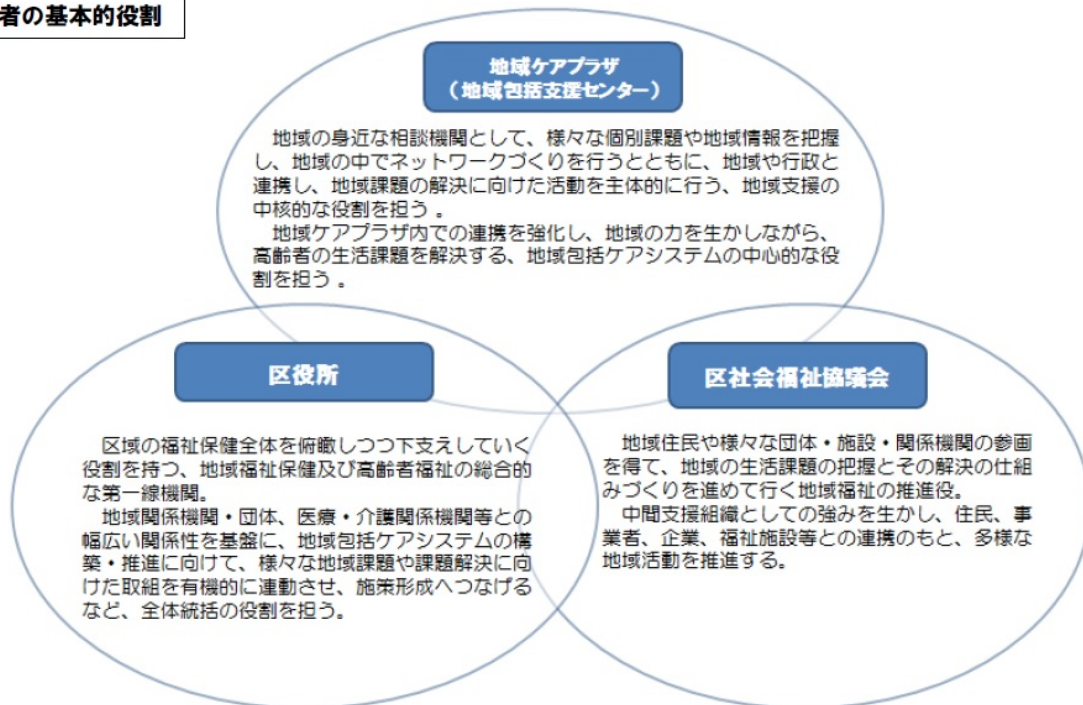 者の基本的役割
地域ケアプラザ
（地域包括支援センター）
地域の身近な相談機関として、様々な個別課題や地域情報を把握
し、地域の中でネットワークづくりを行うとともに、地域や行政と
連携し、地域課題の解決に向けた活動を主体的に行う、地域支援の
中核的な役割を担う 。
地域ケアプラザ内での連携を強化し、地域の力を生かしながら、
高齢者の生活課題を解決する、地域包括ケアシステムの中心的な役
割を担う 。
区役所
区域の福祉保健全体を俯瞰しつつ下支えしていく
役割を持つ、地域福祉保健及び高齢者福祉の総合的
な第一線機関。
地域関係機関・団体、医療・介護関係機関等との
幅広い関係性を基盤に、地域包括ケアシステムの構
築・推進に向けて、様々な地域課題や課題解決に向
けた取組を有機的に連動させ、施策形成へつなげる
など、全体統括の役割を担う。
区社会福祉協議会
地域住民や様々な団体・施設・関係機関の参画
を得て、地域の生活課題の把握とその解決の仕組
みづくりを進めて行く地域福祉の推進役。
中間支援組織としての強みを生かし、住民、事
業者、企業、福祉施設等との連携のもと、多様な
地域活動を推進する。